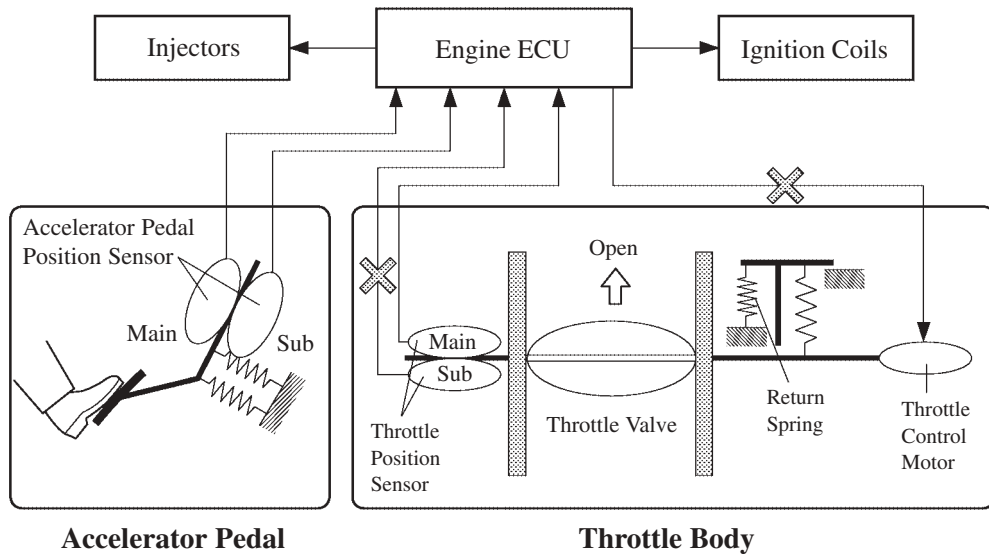 Injectors
Engine ECU
Ignition Coils
Accelerator Pedal
Position Sensor
Main
Sub
Open
Main
Sub
Throttle
Position
Sensor
Throttle Valve
Return
Spring
Throttle
Control
Motor
Accelerator Pedal
Throttle Body